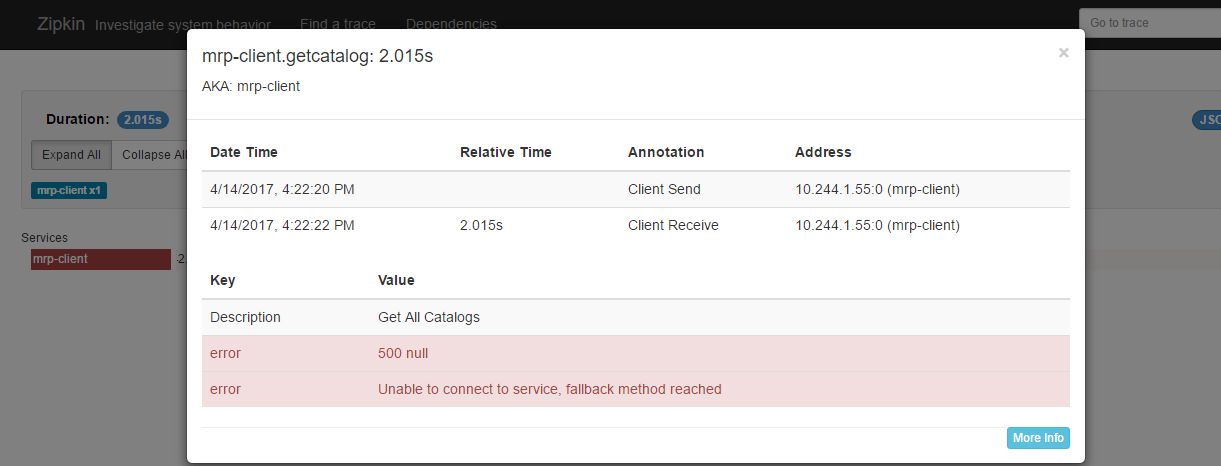 Zipkin Investigate system behavior Find a trace Dependencies Go to trace
mrp-client.getcatalog: 2.015s ×
AKA: mrp-client
Duration: 2.015s
Expand All Collapse All
mrp-client x1
Services
mrp-client
Date Time Relative Time Annotation Address
4/14/2017, 4:22:20 PM Client Send 10.244.1.55:0 (mrp-client)
4/14/2017, 4:22:22 PM 2.015s Client Receive 10.244.1.55:0 (mrp-client)
Key Value
Description Get All Catalogs
error 500 null
error Unable to connect to service, fallback method reached
More Info